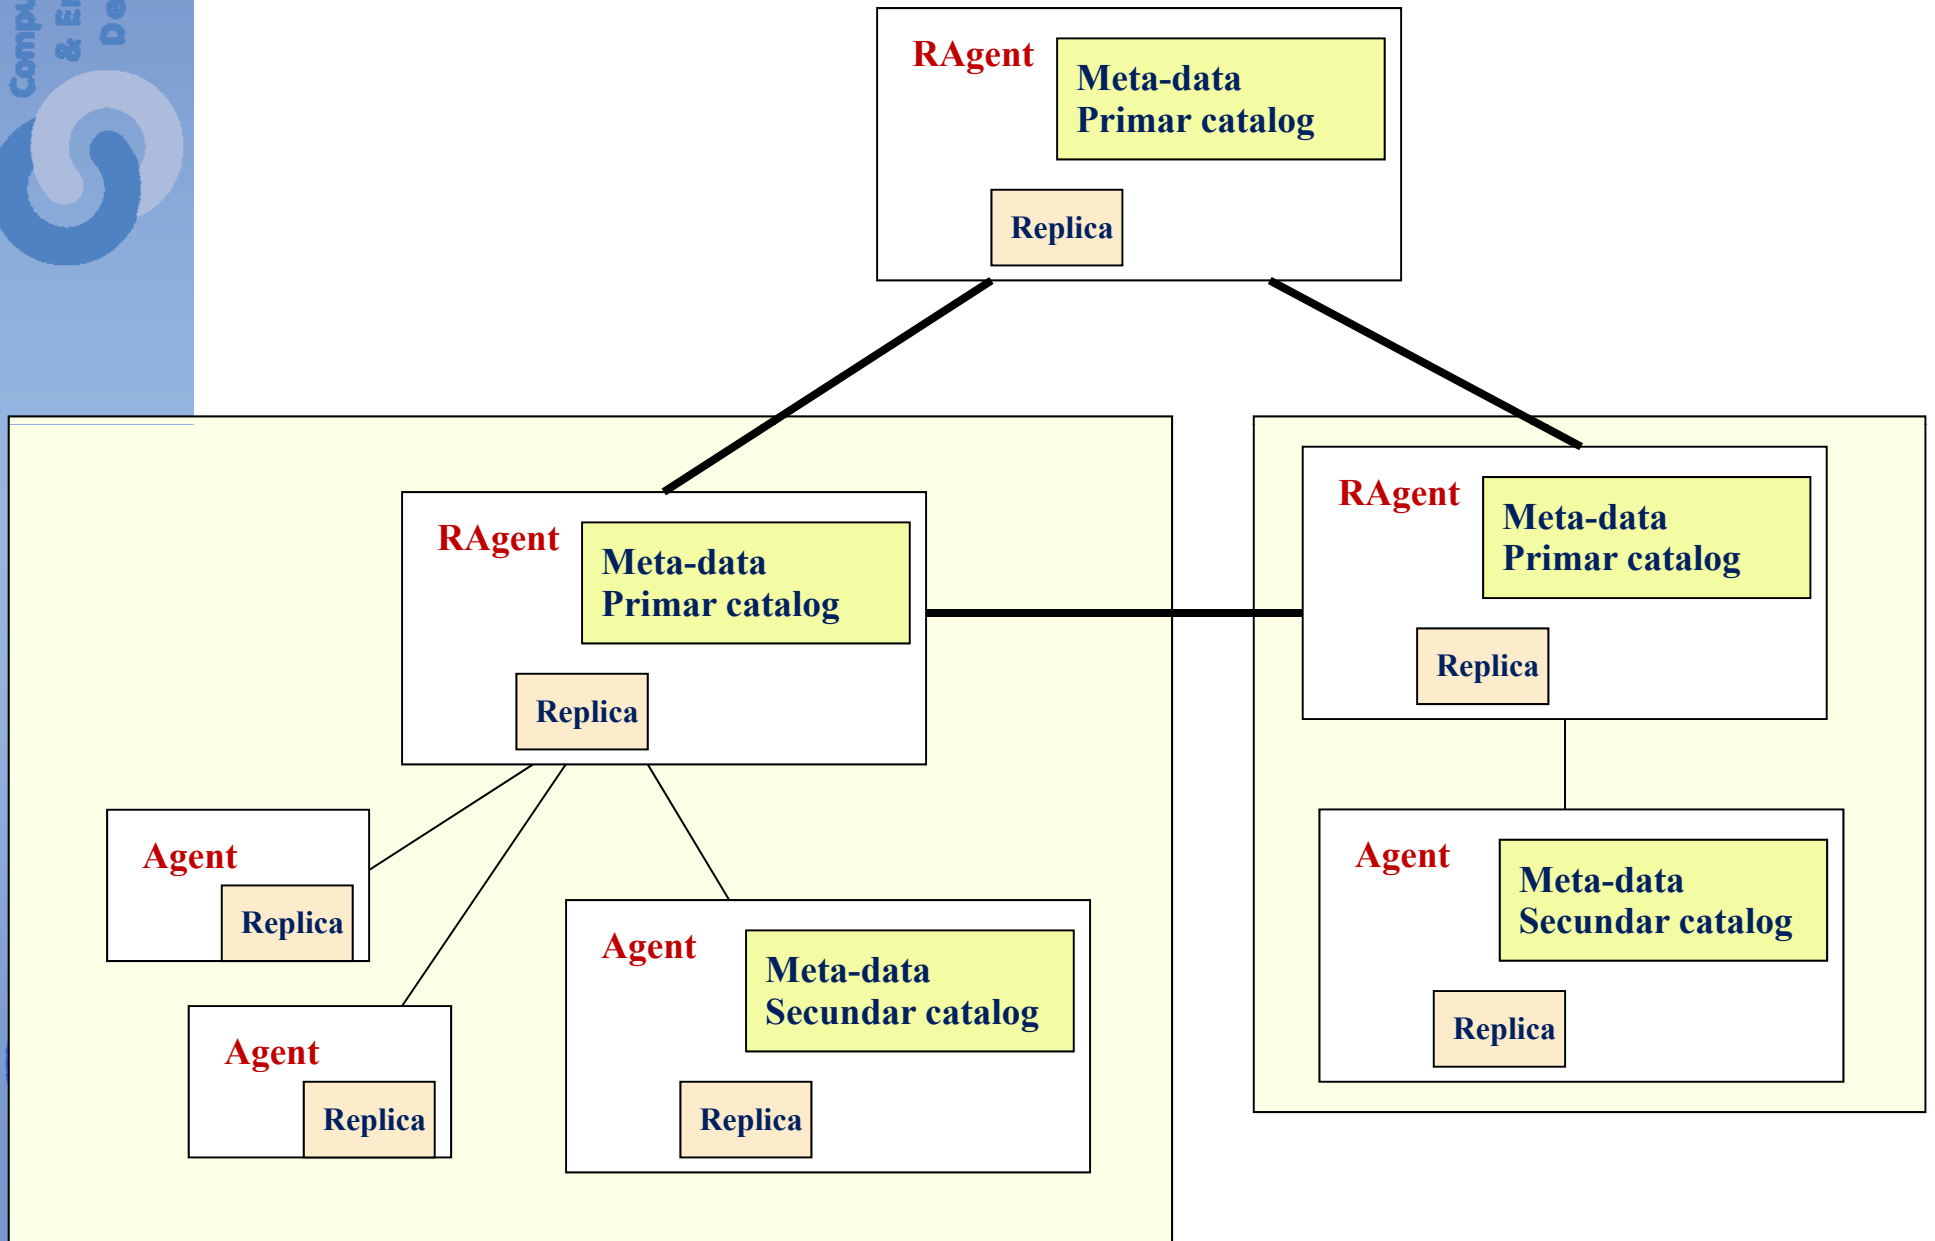 RAgent
Meta-data
Primar catalog
Replica
RAgent
Meta-data
Primar catalog
Replica
RAgent
Meta-data
Primar catalog
Replica
Agent
Replica
Agent
Replica
Agent
Meta-data
Secundar catalog
Replica
Agent
Meta-data
Secundar catalog
Replica